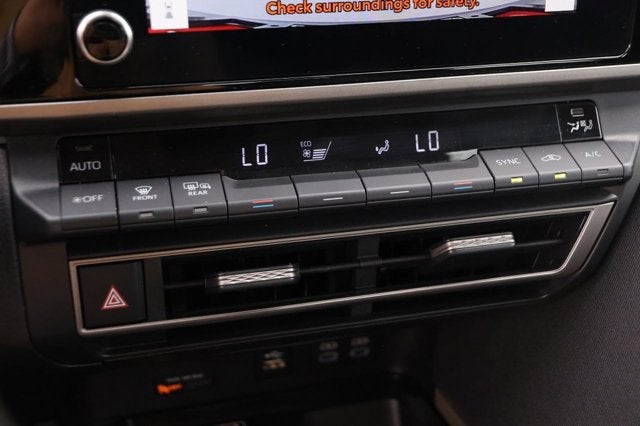 Check surroundings for safety.
LO ECO LO
AUTO
OFF FRONT REAR SYNC A/C